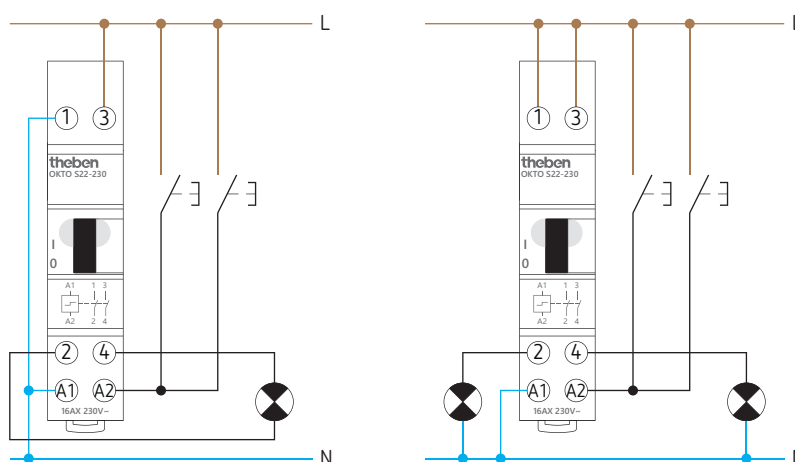 L
1 3
theben
OKTO S22-230
I
0
A1 1 3
A2 2 4
2 4
A1 A2
16AX 230V~
N
1 3
theben
OKTO S22-230
I
0
A1 1 3
A2 2 4
2 4
A1 A2
16AX 230V~